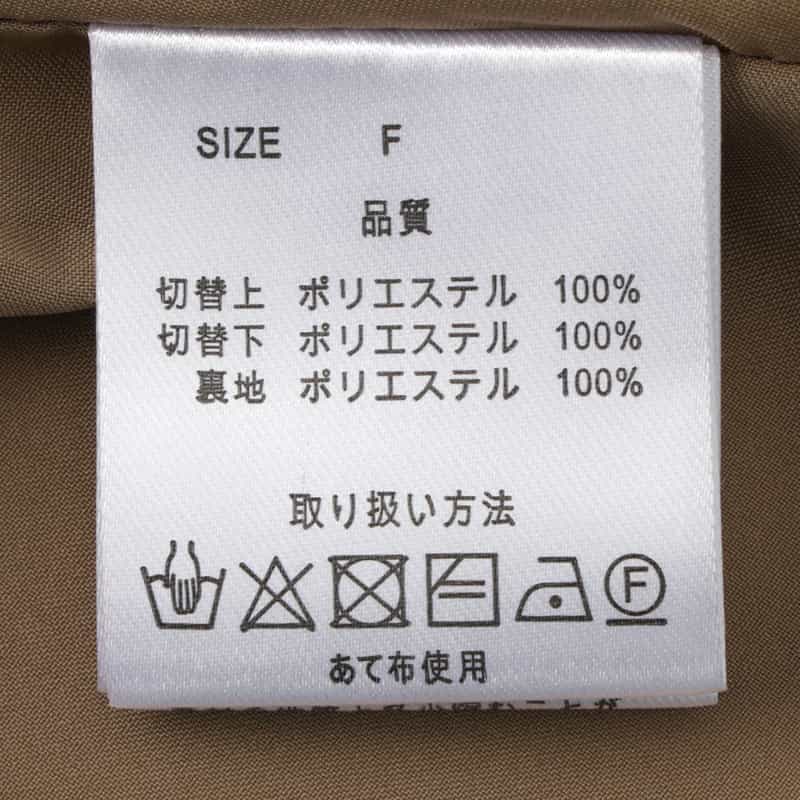 SIZE F
品質
切替上 ポリエステル 100%
切替下 ポリエステル 100%
裏地 ポリエステル 100%
取り扱い方法
F
あて布使用